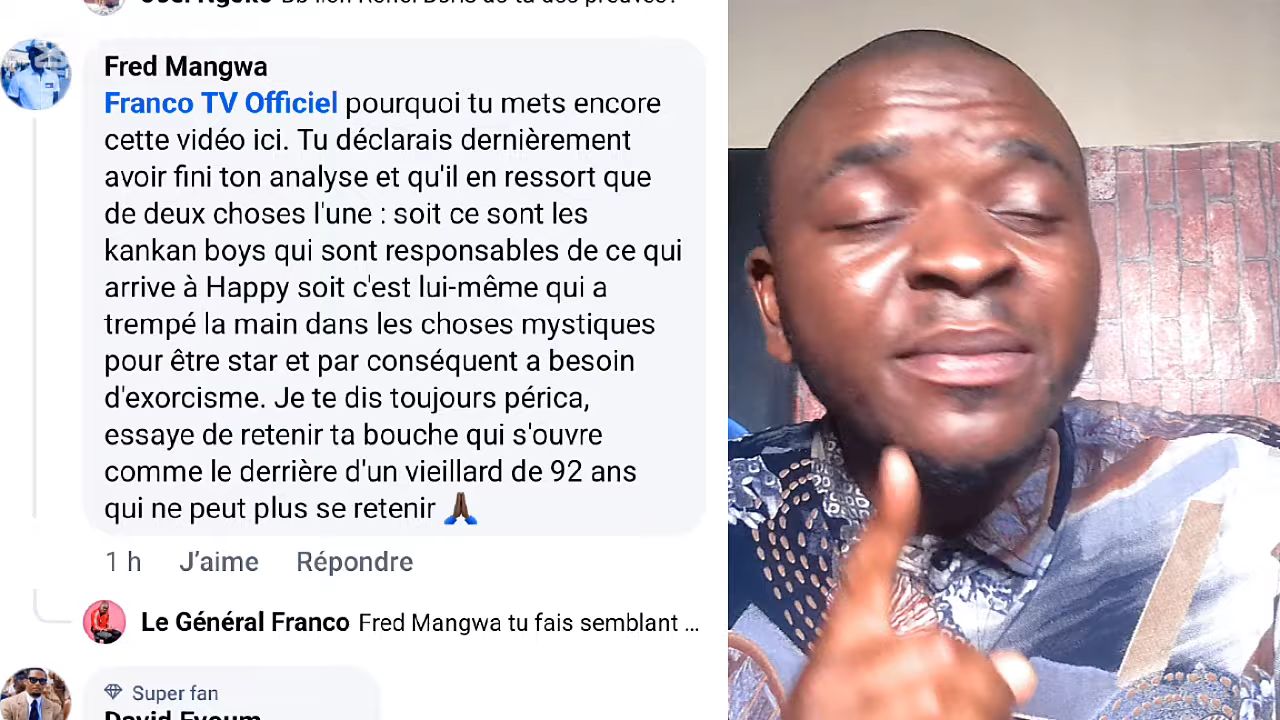 Fred Mangwa
Franco TV Officiel pourquoi tu mets encore
cette vidéo ici. Tu déclarais dernièrement
avoir fini ton analyse et qu'il en ressort que
de deux choses l'une : soit ce sont les
kankan boys qui sont responsables de ce qui
arrive à Happy soit c'est lui-même qui a
trempé la main dans les choses mystiques
pour être star et par conséquent a besoin
d'exorcisme. Je te dis toujours périca,
essaye de retenir ta bouche qui s'ouvre
comme le derrière d'un vieillard de 92 ans
qui ne peut plus se retenir 🙏🏿
1 h J’aime Répondre
Le Général Franco Fred Mangwa tu fais semblant ...
Super fan